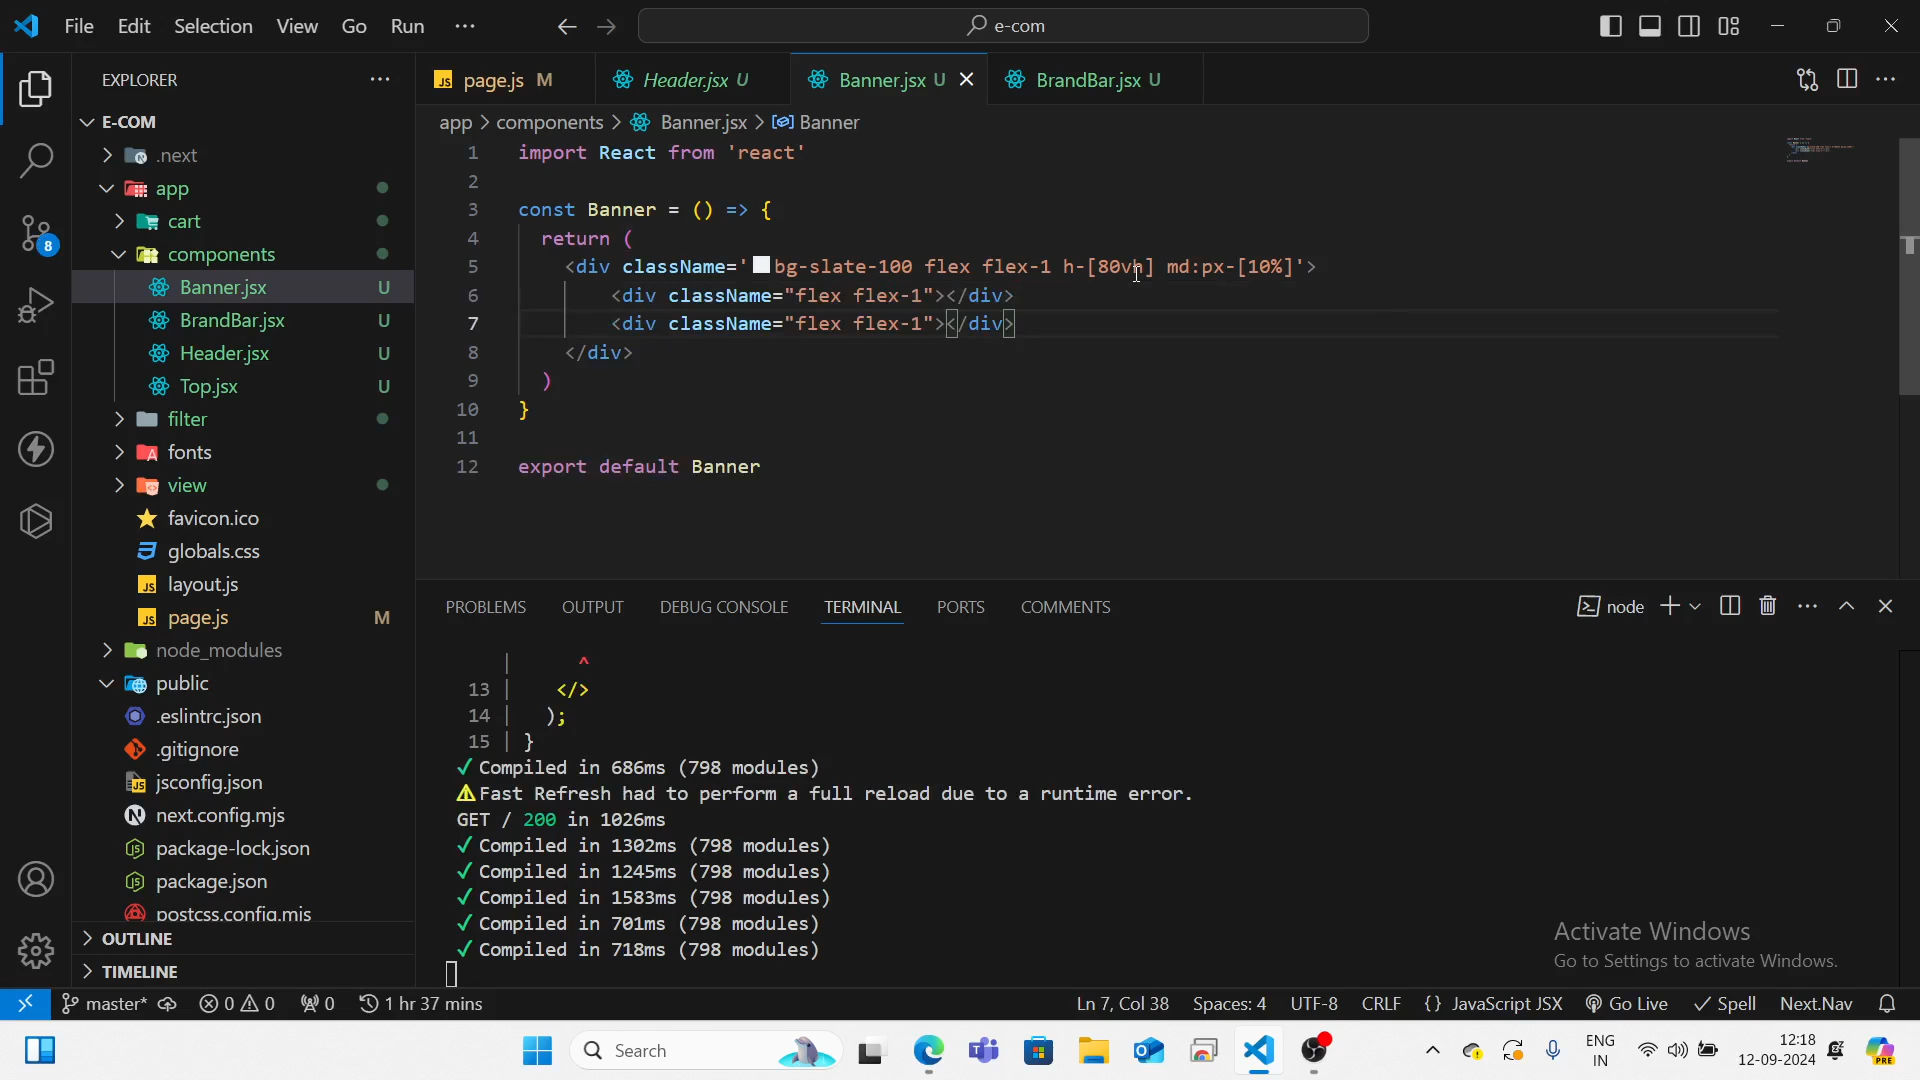 File Edit Selection View Go Run ··· e-com
EXPLORER ···
E-COM
.next
app
cart
components
Banner.jsx U
BrandBar.jsx U
Header.jsx U
Top.jsx U
filter
fonts
view
favicon.ico
globals.css
layout.js
page.js M
node_modules
public
.eslintrc.json
.gitignore
jsconfig.json
next.config.mjs
package-lock.json
package.json
postcss.config.mjs
OUTLINE
TIMELINE
8
page.js M Header.jsx U Banner.jsx U BrandBar.jsx U
app > components > Banner.jsx > Banner
1 import React from 'react'
2
3 const Banner = () => {
4 return (
5 <div className='bg-slate-100 flex flex-1 h-[80vh] md:px-[10%]'>
6 <div className="flex flex-1"></div>
7 <div className="flex flex-1"></div>
8 </div>
9 )
10 }
11
12 export default Banner
PROBLEMS OUTPUT DEBUG CONSOLE TERMINAL PORTS COMMENTS node
| ^
13 | </>
14 | );
15 | }
✓ Compiled in 686ms (798 modules)
⚠ Fast Refresh had to perform a full reload due to a runtime error.
GET / 200 in 1026ms
✓ Compiled in 1302ms (798 modules)
✓ Compiled in 1245ms (798 modules)
✓ Compiled in 1583ms (798 modules)
✓ Compiled in 701ms (798 modules)
✓ Compiled in 718ms (798 modules)
Activate Windows
Go to Settings to activate Windows.
master* 0 0 0 1 hr 37 mins Ln 7, Col 38 Spaces: 4 UTF-8 CRLF {} JavaScript JSX Go Live Spell Next.Nav
Search
ENG
IN
12:18
12-09-2024
PRE